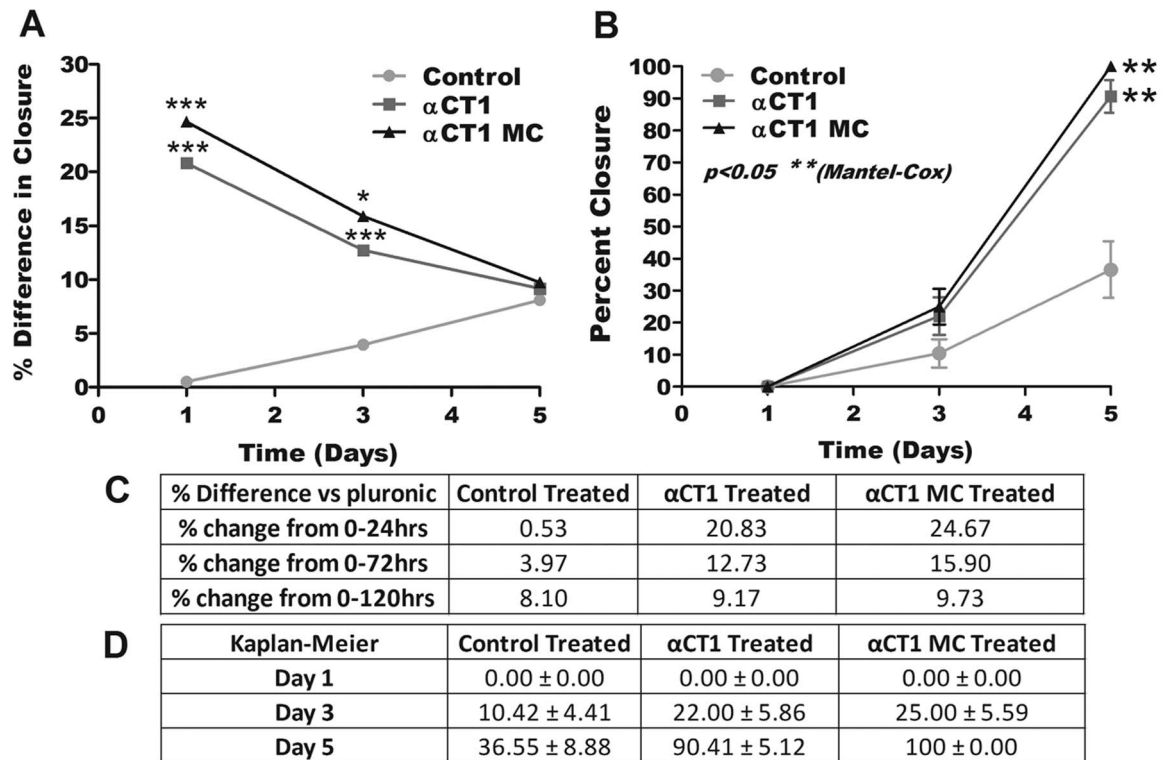 A
% Difference in Closure
30
25
20
15
10
5
0
***
***
*
***
Control
αCT1
αCT1 MC
0 1 2 3 4 5
Time (Days)
B
Percent Closure
100
90
80
70
60
50
40
30
20
10
0
Control
αCT1
αCT1 MC
p<0.05 **(Mantel-Cox)
**
**
0 1 2 3 4 5
Time (Days)
C
% Difference vs pluronic Control Treated αCT1 Treated αCT1 MC Treated
% change from 0-24hrs 0.53 20.83 24.67
% change from 0-72hrs 3.97 12.73 15.90
% change from 0-120hrs 8.10 9.17 9.73
D
Kaplan-Meier Control Treated αCT1 Treated αCT1 MC Treated
Day 1 0.00 ± 0.00 0.00 ± 0.00 0.00 ± 0.00
Day 3 10.42 ± 4.41 22.00 ± 5.86 25.00 ± 5.59
Day 5 36.55 ± 8.88 90.41 ± 5.12 100 ± 0.00